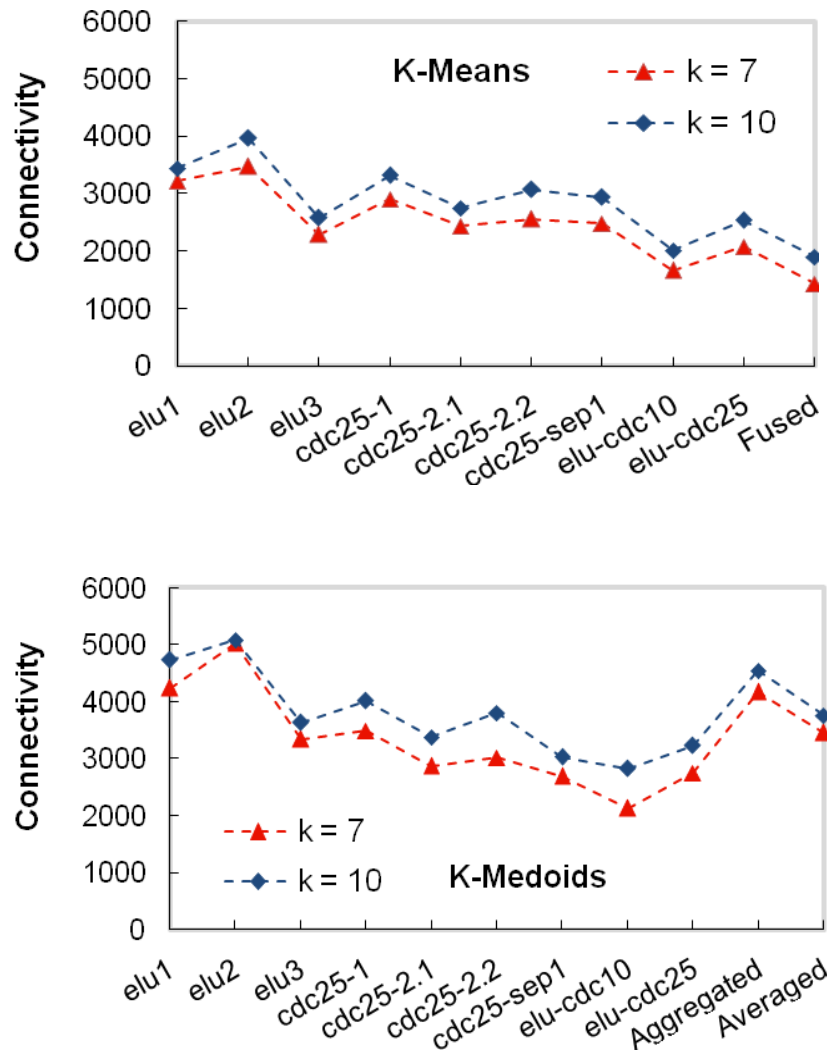 6000
5000
4000
3000
2000
1000
0
Connectivity
K-Means
k = 7
k = 10
elu1
elu2
elu3
cdc25-1
cdc25-2.1
cdc25-2.2
cdc25-sep1
elu-cdc10
elu-cdc25
Fused
6000
5000
4000
3000
2000
1000
0
Connectivity
k = 7
k = 10
K-Medoids
elu1
elu2
elu3
cdc25-1
cdc25-2.1
cdc25-2.2
cdc25-sep1
elu-cdc10
elu-cdc25
Aggregated
Averaged